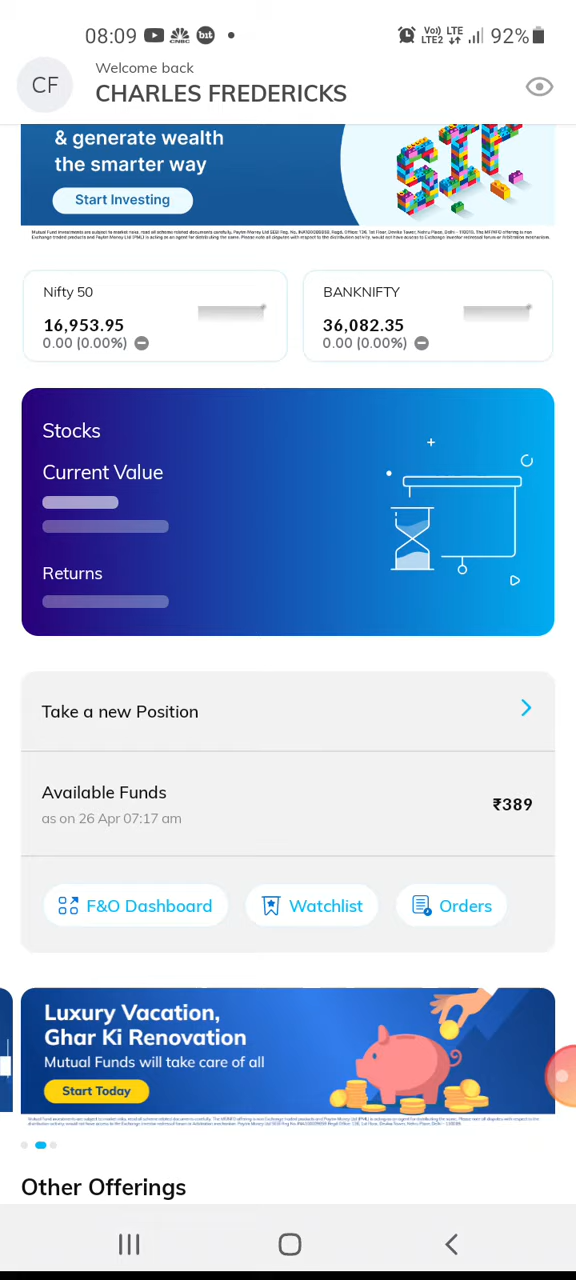 08:09
CNBC
bit
Vo)) LTE
LTE2
92%
CF
Welcome back
CHARLES FREDERICKS
& generate wealth
the smarter way
Start Investing
SIP
Nifty 50
16,953.95
0.00 (0.00%)
BANKNIFTY
36,082.35
0.00 (0.00%)
Stocks
Current Value
Returns
Take a new Position
Available Funds
₹389
as on 26 Apr 07:17 am
F&O Dashboard
Watchlist
Orders
Luxury Vacation,
Ghar Ki Renovation
Mutual Funds will take care of all
Start Today
Other Offerings